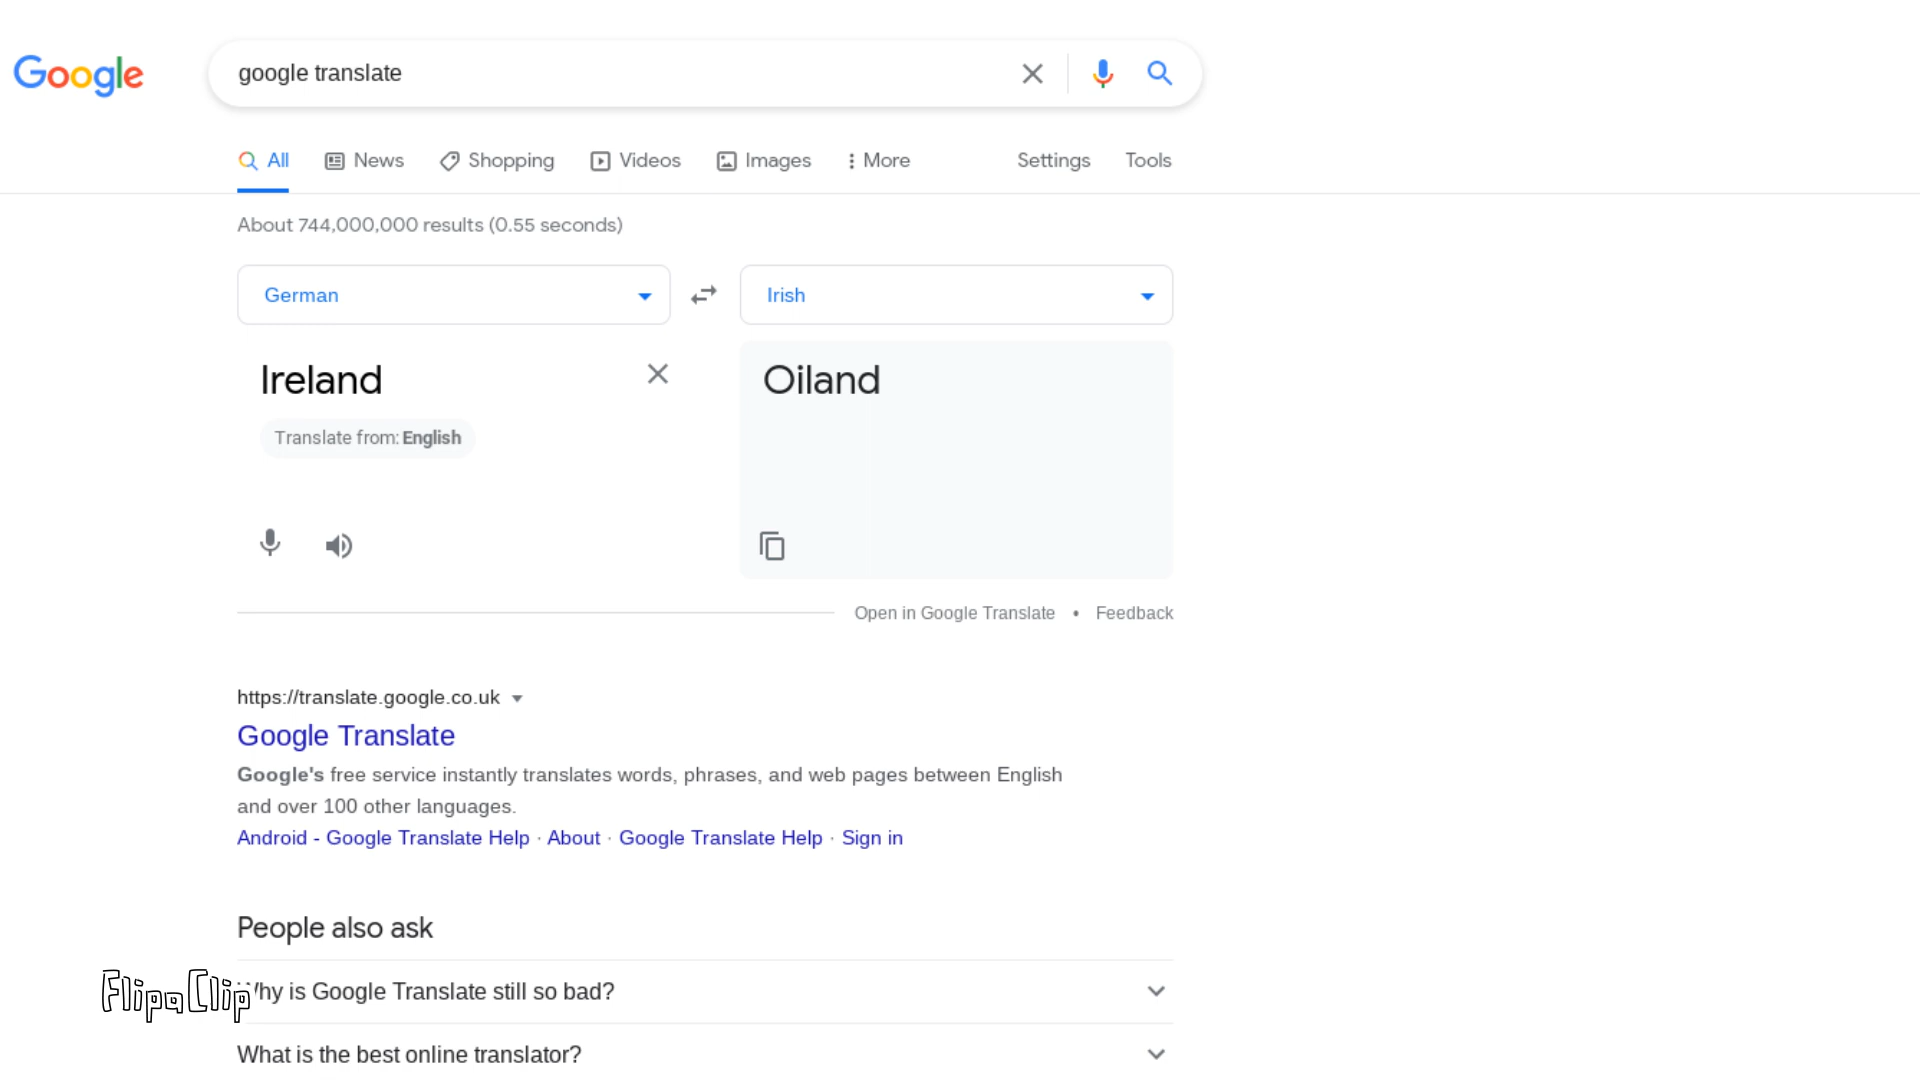 Google
google translate
All News Shopping Videos Images More Settings Tools
About 744,000,000 results (0.55 seconds)
German Irish
Ireland Oiland
Translate from: English
Open in Google Translate • Feedback
https://translate.google.co.uk
Google Translate
Google's free service instantly translates words, phrases, and web pages between English
and over 100 other languages.
Android - Google Translate Help · About · Google Translate Help · Sign in
People also ask
FlipaClip
Why is Google Translate still so bad?
What is the best online translator?